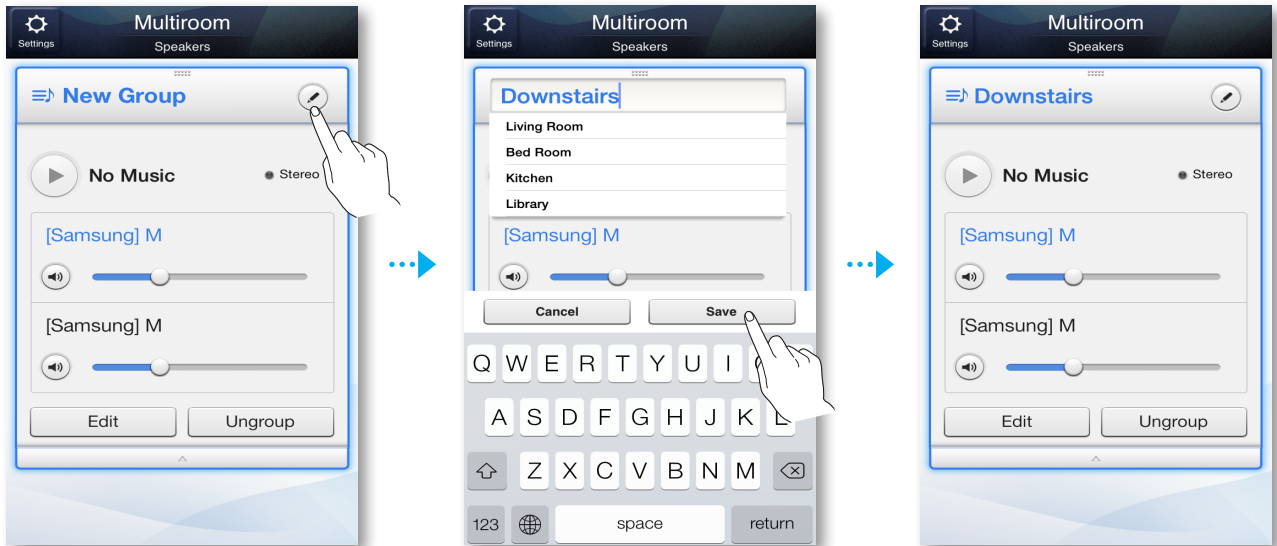 Multiroom
Settings
Speakers
New Group
No Music
Stereo
[Samsung] M
[Samsung] M
Edit
Ungroup
Multiroom
Settings
Speakers
Downstairs
Living Room
Bed Room
Kitchen
Library
[Samsung] M
Cancel
Save
Q W E R T Y U I
A S D F G H J K L
Z X C V B N M
123
space
return
Multiroom
Settings
Speakers
Downstairs
No Music
Stereo
[Samsung] M
[Samsung] M
Edit
Ungroup